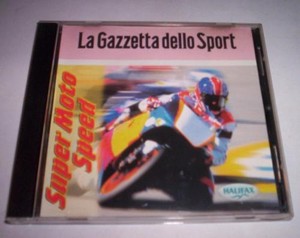 La Gazzetta dello Sport
Super Moto
Speed
HALIFAX